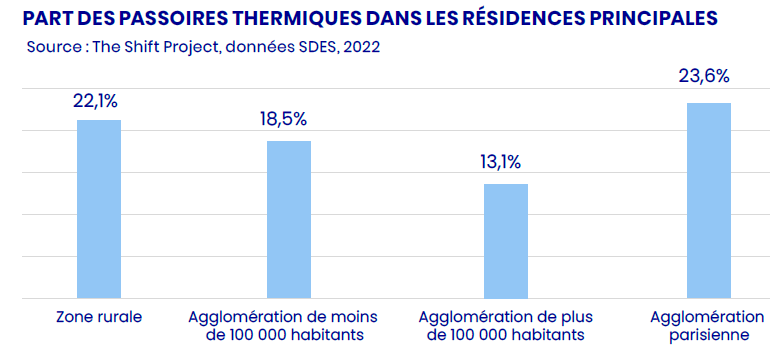 PART DES PASSOIRES THERMIQUES DANS LES RÉSIDENCES PRINCIPALES
Source : The Shift Project, données SDES, 2022
22,1%
18,5%
13,1%
23,6%
Zone rurale
Agglomération de moins
de 100 000 habitants
Agglomération de plus
de 100 000 habitants
Agglomération
parisienne